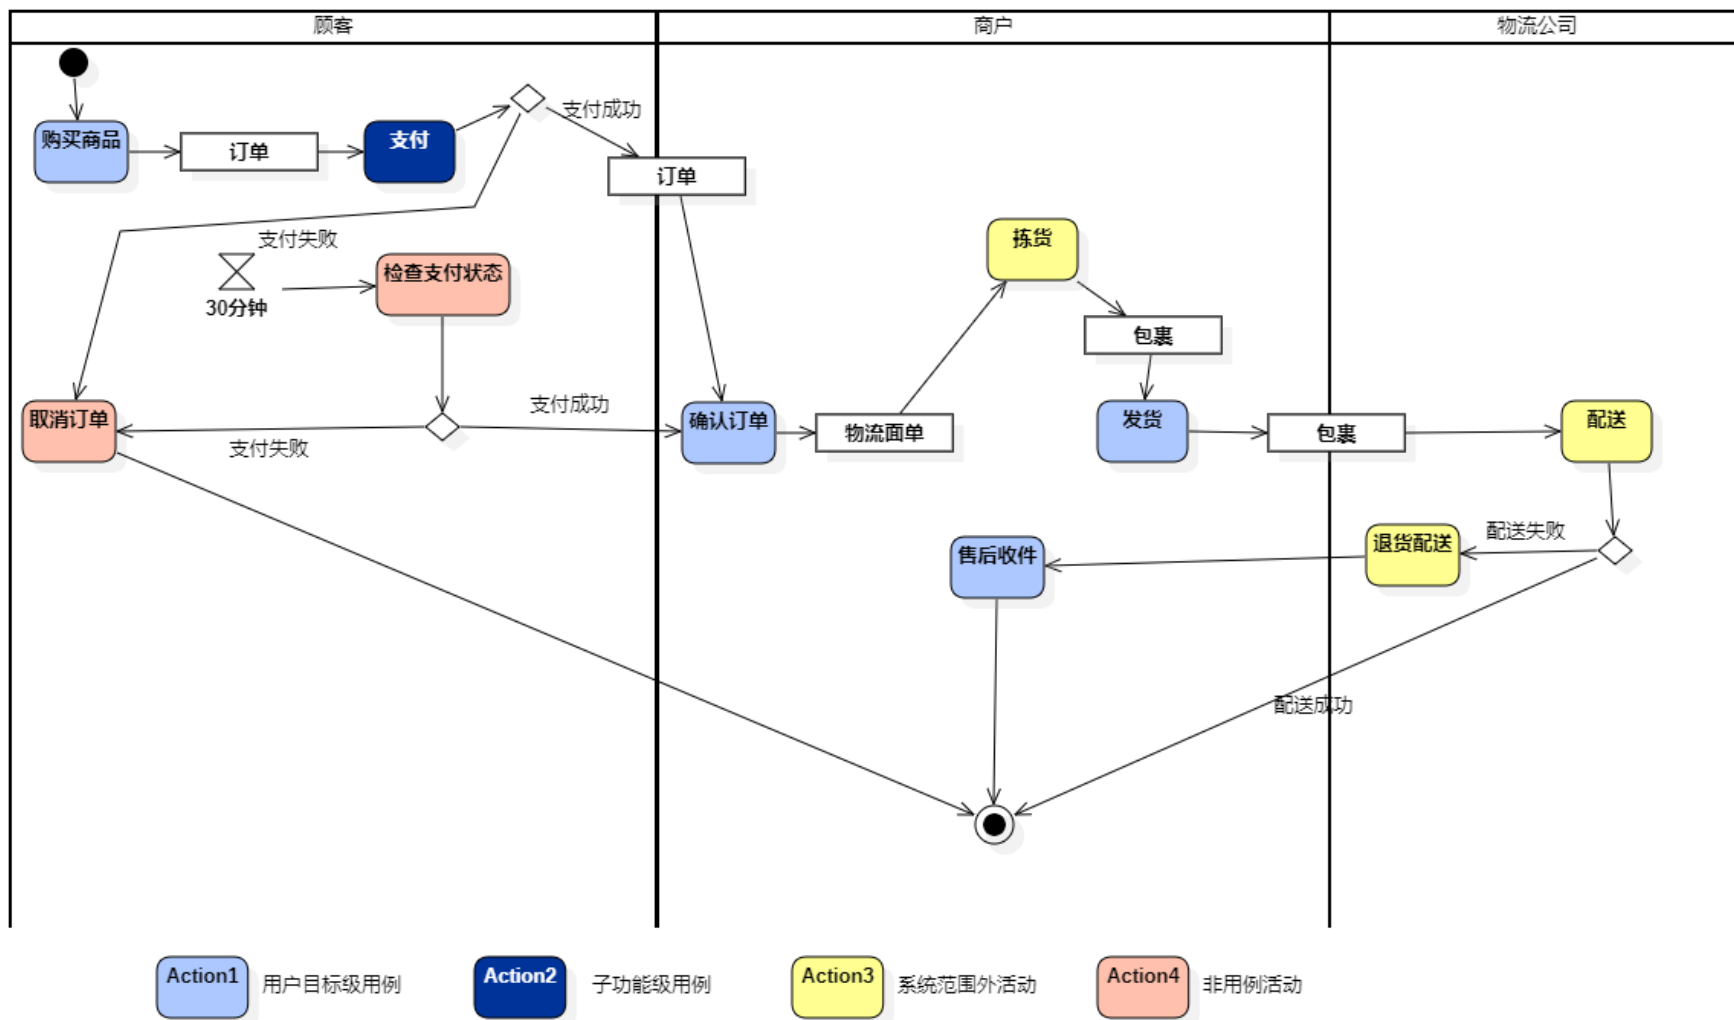 顾客
商户
物流公司
支付成功
购买商品
订单
支付
订单
支付失败
拣货
检查支付状态
30分钟
包裹
支付成功
取消订单
确认订单
物流面单
发货
包裹
配送
支付失败
配送失败
售后收件
退货配送
配送成功
Action1
用户目标级用例
Action2
子功能级用例
Action3
系统范围外活动
Action4
非用例活动